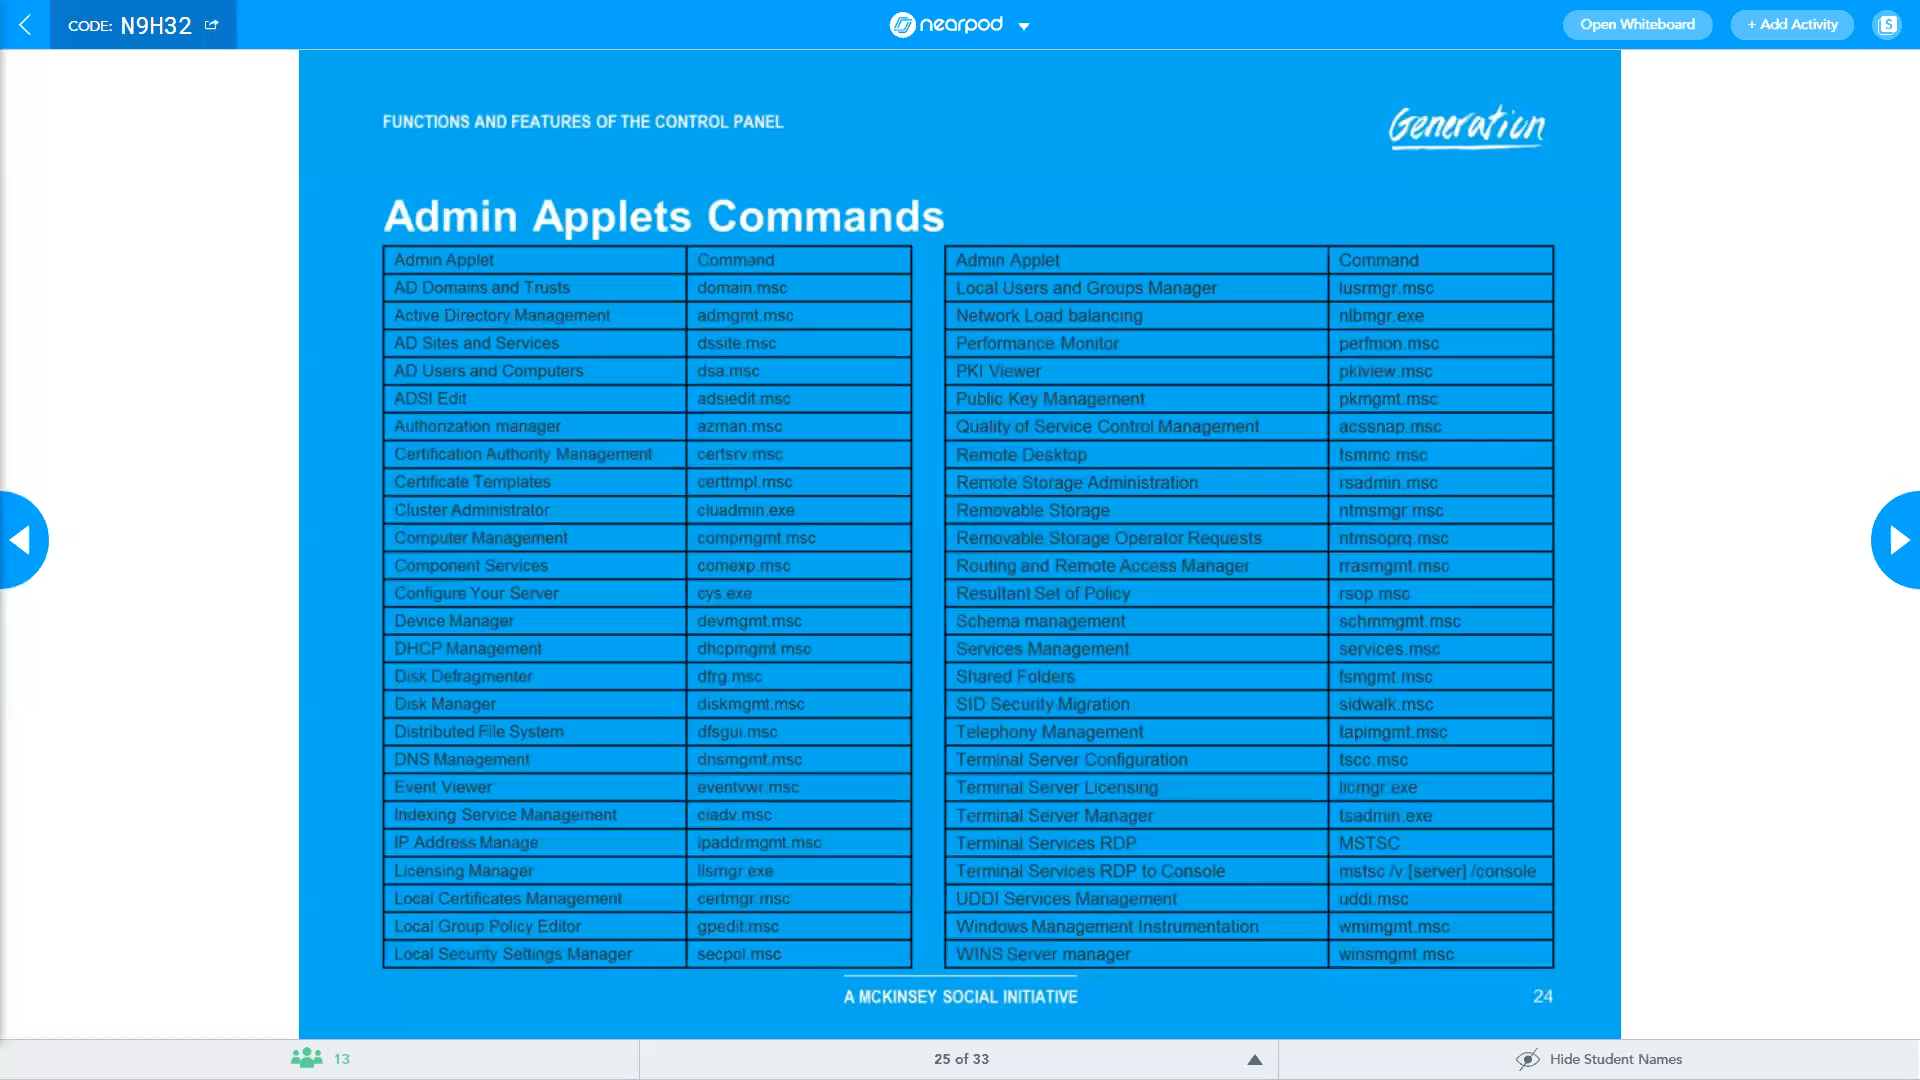 CODE: N9H32
nearpod
Open Whiteboard
+ Add Activity
S
FUNCTIONS AND FEATURES OF THE CONTROL PANEL
Generation
Admin Applets Commands
Admin Applet Command
AD Domains and Trusts domain.msc
Active Directory Management admgmt.msc
AD Sites and Services dssite.msc
AD Users and Computers dsa.msc
ADSI Edit adsiedit.msc
Authorization manager azman.msc
Certification Authority Management certsrv.msc
Certificate Templates certtmpl.msc
Cluster Administrator cluadmin.exe
Computer Management compmgmt.msc
Component Services comexp.msc
Configure Your Server cys.exe
Device Manager devmgmt.msc
DHCP Management dhcpmgmt.msc
Disk Defragmenter dfrg.msc
Disk Manager diskmgmt.msc
Distributed File System dfsgui.msc
DNS Management dnsmgmt.msc
Event Viewer eventvwr.msc
Indexing Service Management ciadv.msc
IP Address Manage ipaddrmgmt.msc
Licensing Manager llsmgr.exe
Local Certificates Management certmgr.msc
Local Group Policy Editor gpedit.msc
Local Security Settings Manager secpol.msc
Admin Applet Command
Local Users and Groups Manager lusrmgr.msc
Network Load balancing nlbmgr.exe
Performance Monitor perfmon.msc
PKI Viewer pkiview.msc
Public Key Management pkmgmt.msc
Quality of Service Control Management acssnap.msc
Remote Desktop tsmmc.msc
Remote Storage Administration rsadmin.msc
Removable Storage ntmsmgr.msc
Removable Storage Operator Requests ntmsoprq.msc
Routing and Remote Access Manager rrasmgmt.msc
Resultant Set of Policy rsop.msc
Schema management schmmgmt.msc
Services Management services.msc
Shared Folders fsmgmt.msc
SID Security Migration sidwalk.msc
Telephony Management tapimgmt.msc
Terminal Server Configuration tscc.msc
Terminal Server Licensing licmgr.exe
Terminal Server Manager tsadmin.exe
Terminal Services RDP MSTSC
Terminal Services RDP to Console mstsc /v [server] /console
UDDI Services Management uddi.msc
Windows Management Instrumentation wmimgmt.msc
WINS Server manager winsmgmt.msc
A MCKINSEY SOCIAL INITIATIVE
24
13
25 of 33
Hide Student Names